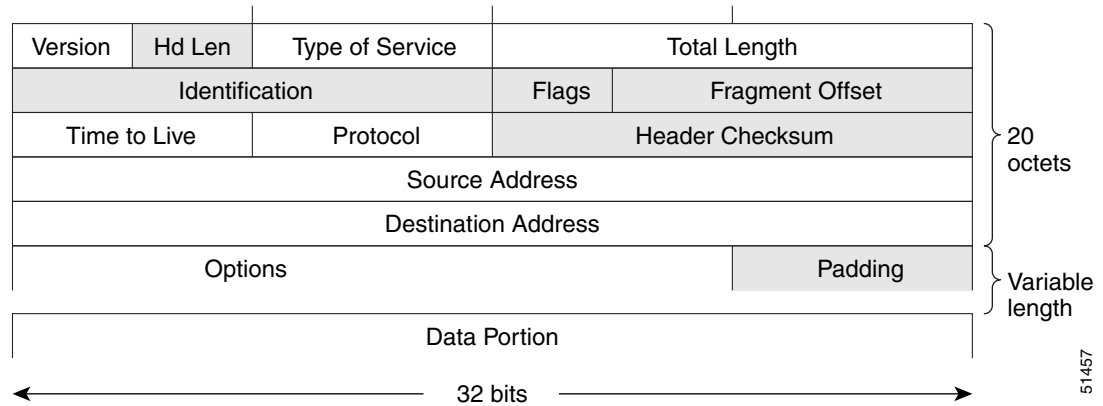 Version Hd Len Type of Service Total Length
Identification Flags Fragment Offset
Time to Live Protocol Header Checksum
Source Address
Destination Address
20
octets
Options Padding
Variable
length
Data Portion
32 bits
51457